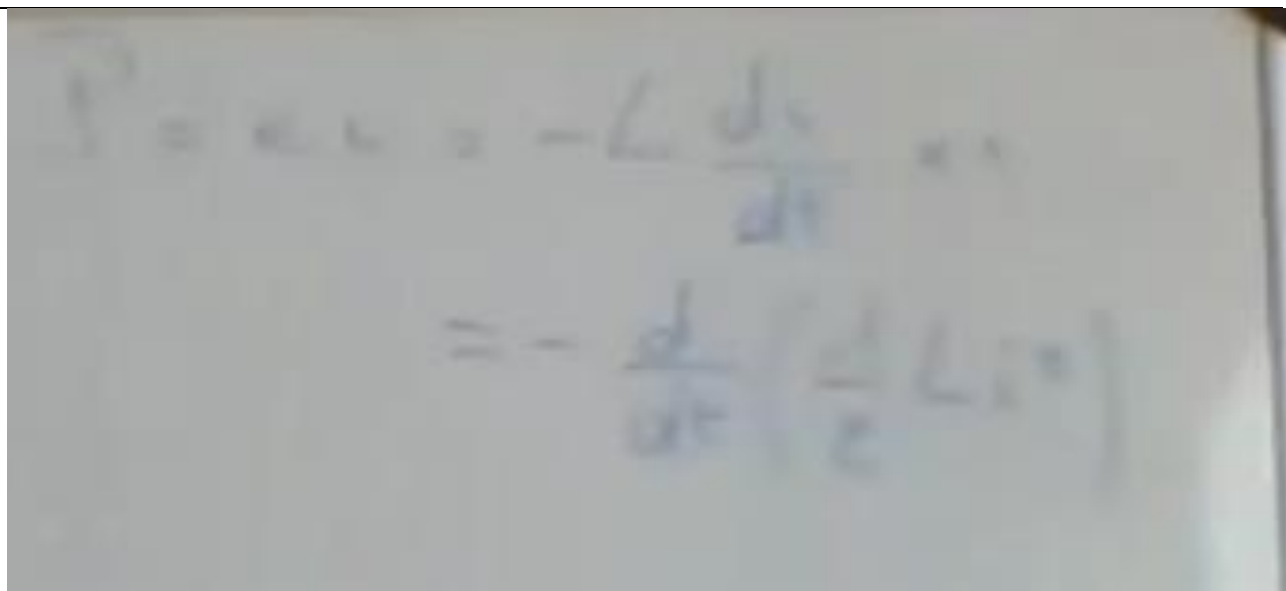 P = e i = -L di/dt × i
= - d/dt (1/2 L i²)